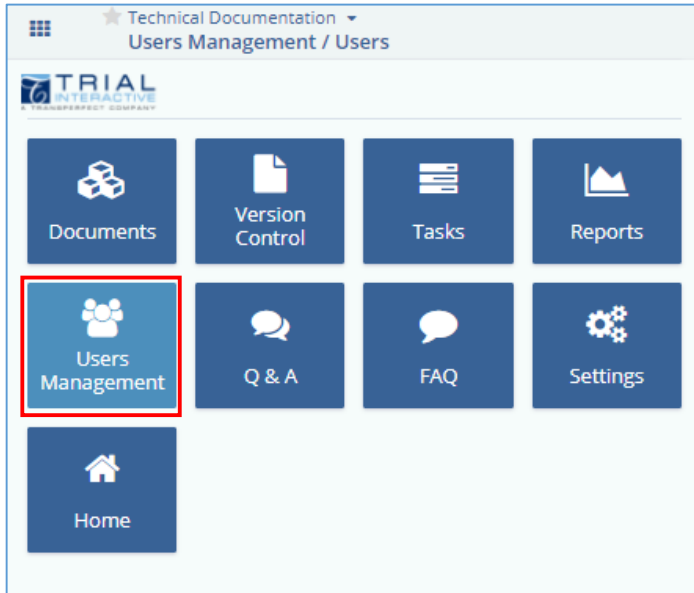 Technical Documentation
Users Management / Users
TRIAL
INTERACTIVE
A TRANSPERFECT COMPANY
Documents
Version
Control
Tasks
Reports
Users
Management
Q & A
FAQ
Settings
Home